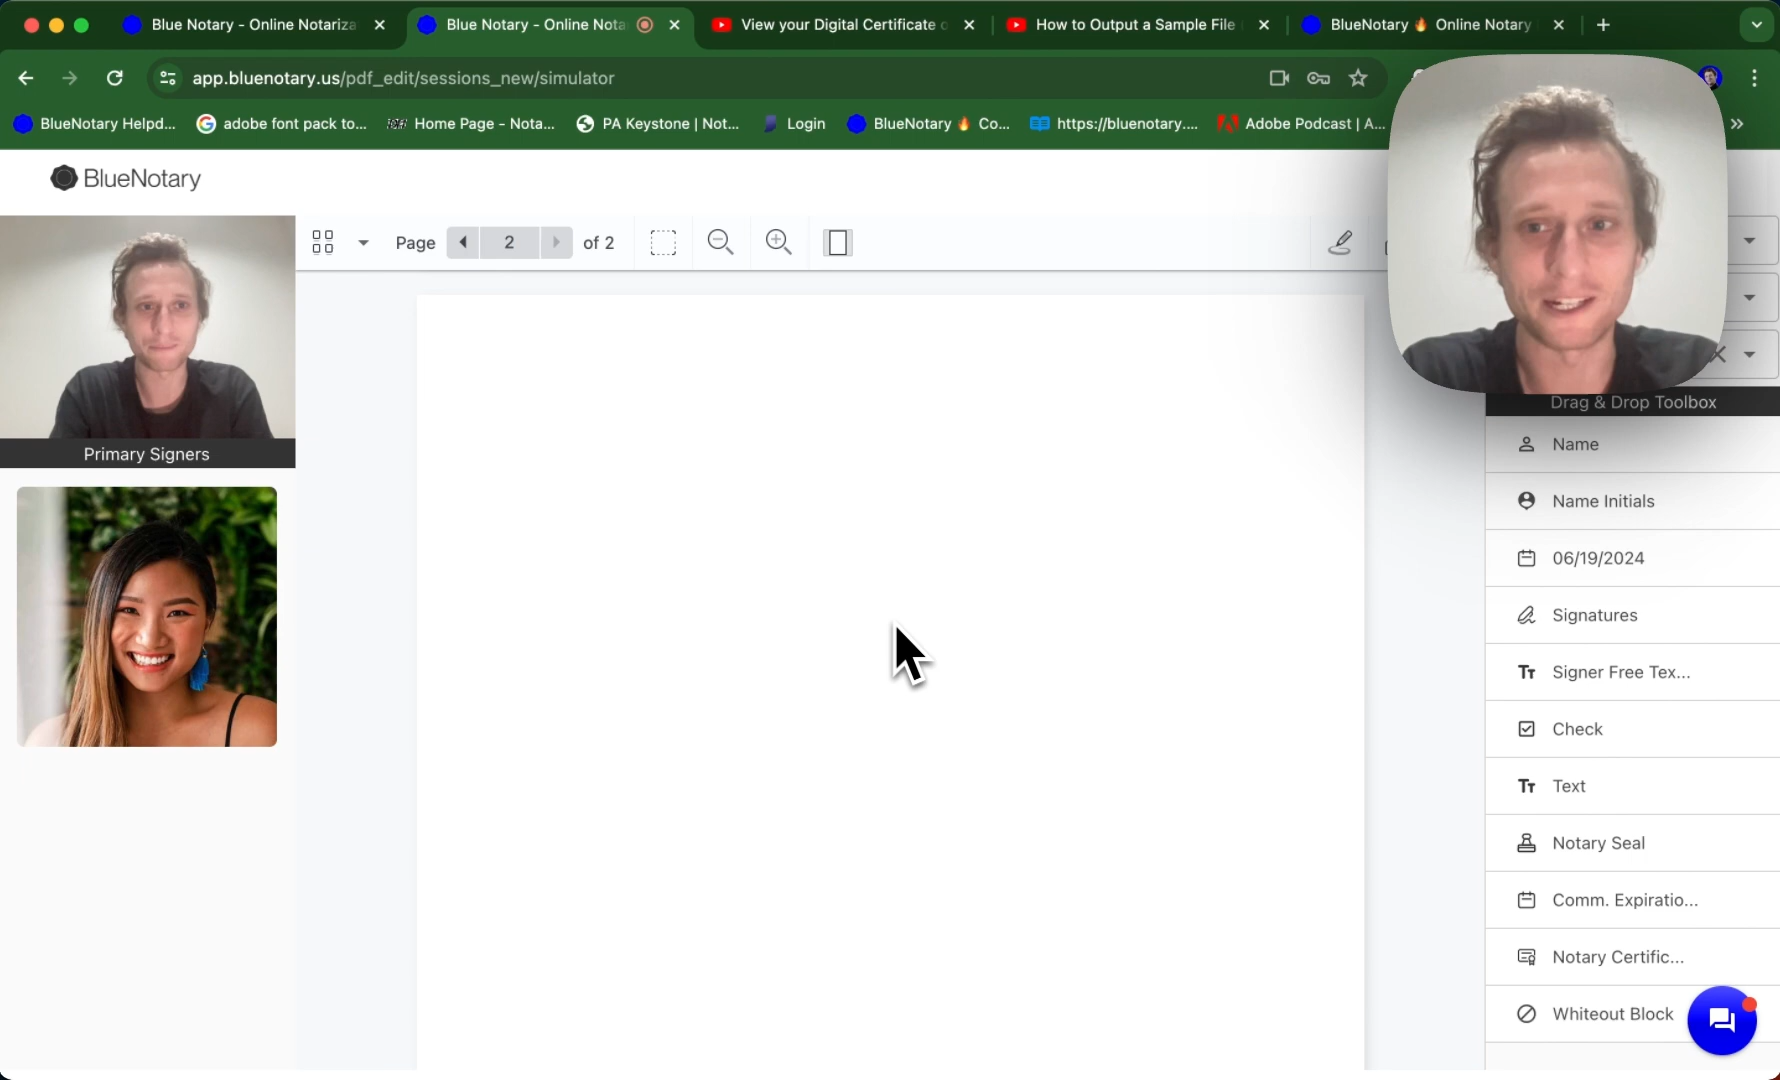 Blue Notary - Online Notariza
Blue Notary - Online Nota
View your Digital Certificate o
How to Output a Sample File
BlueNotary 🔥 Online Notary
app.bluenotary.us/pdf_edit/sessions_new/simulator
BlueNotary Helpd...
adobe font pack to...
Home Page - Nota...
PA Keystone | Not...
Login
BlueNotary 🔥 Co...
https://bluenotary....
Adobe Podcast | A...
BlueNotary
Page 2 of 2
Primary Signers
Drag & Drop Toolbox
Name
Name Initials
06/19/2024
Signatures
Signer Free Tex...
Check
Text
Notary Seal
Comm. Expiratio...
Notary Certific...
Whiteout Block